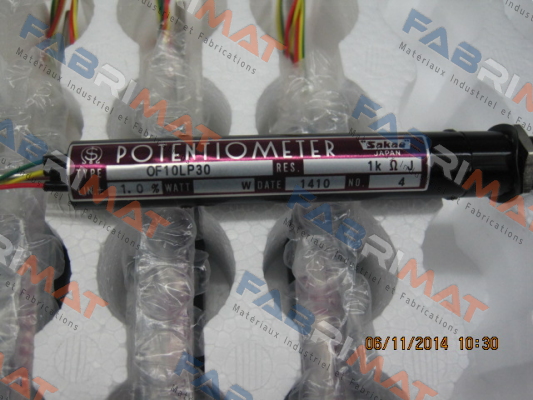 POTENTIOMETER Sakae JAPAN
TYPE OF10LP30 RES. 1k Ω J
LIN. 1.0 % WATT W DATE 1410 NO 4
FABRIMAT
Matériaux Industriel et Fabrications
06/11/2014 10:30